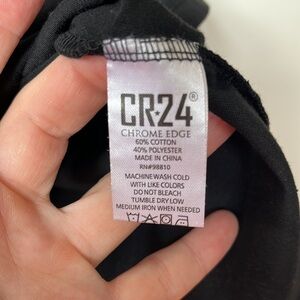 CR·24®
CHROME EDGE
60% COTTON
40% POLYESTER
MADE IN CHINA
RN#98810
MACHINE WASH COLD
WITH LIKE COLORS
DO NOT BLEACH
TUMBLE DRY LOW
MEDIUM IRON WHEN NEEDED